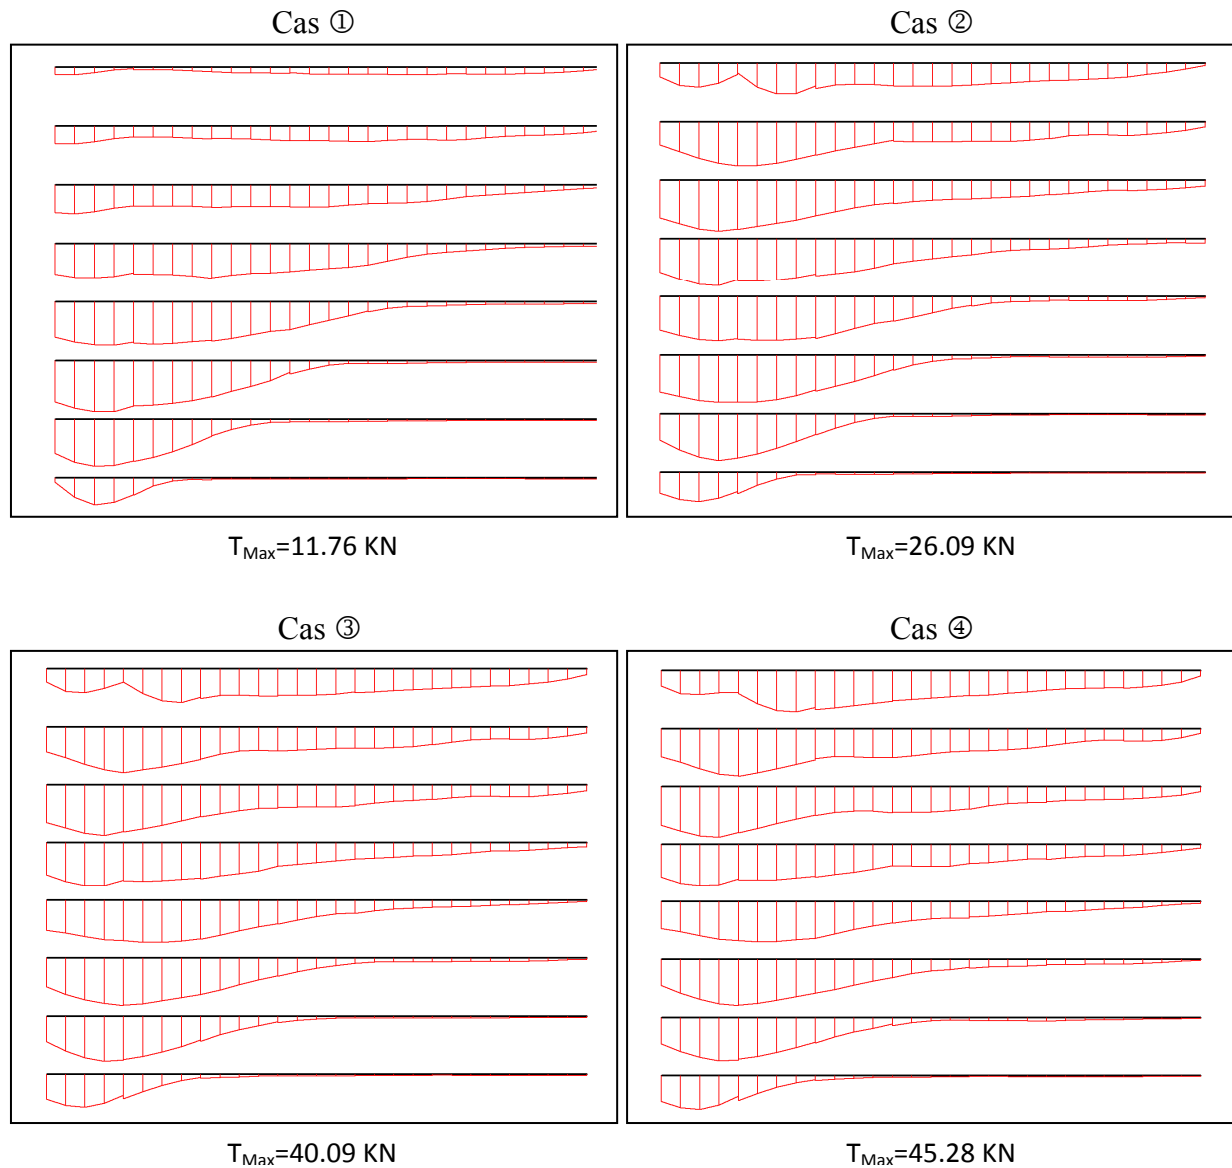 Cas ①
Cas ②
T_Max=11.76 KN
T_Max=26.09 KN
Cas ③
Cas ④
T_Max=40.09 KN
T_Max=45.28 KN